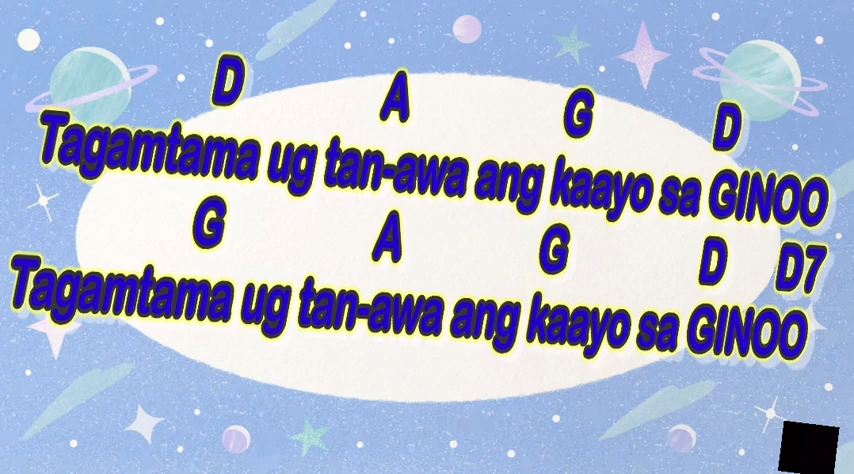 D A G D
Tagamtama ug tan-awa ang kaayo sa GINOO
G A G D D7
Tagamtama ug tan-awa ang kaayo sa GINOO